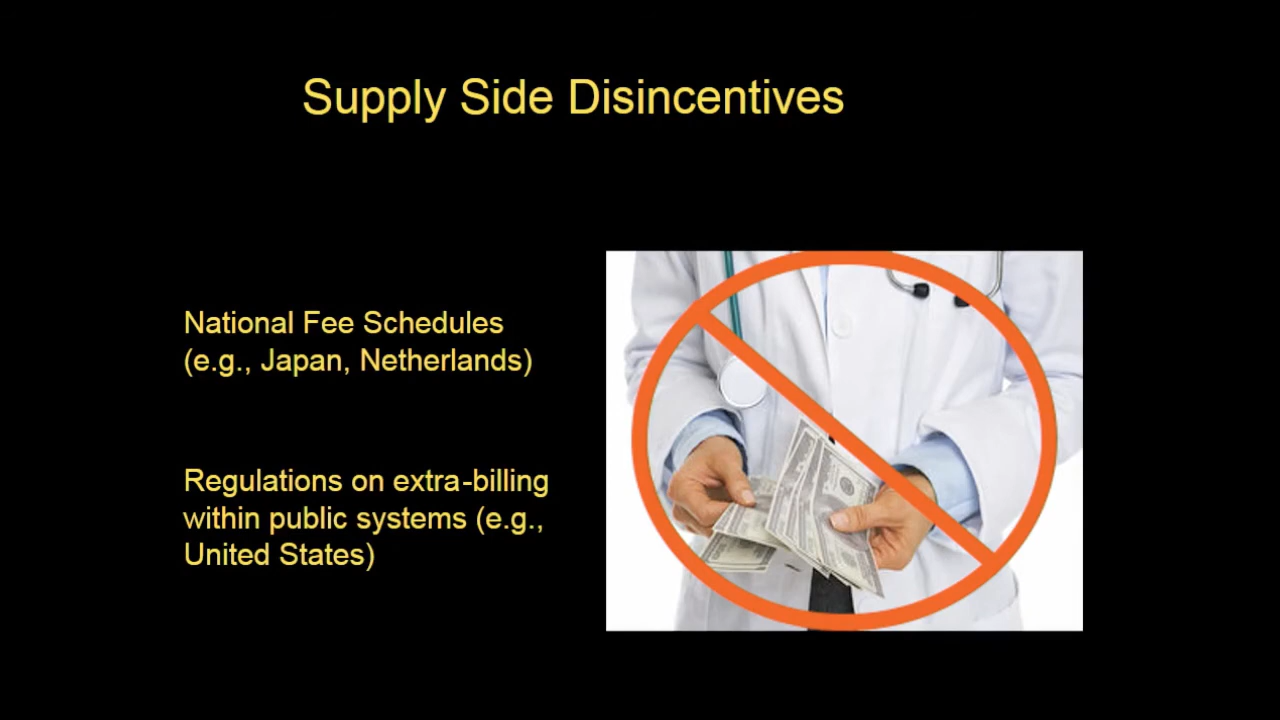 Supply Side Disincentives
National Fee Schedules
(e.g., Japan, Netherlands)
Regulations on extra-billing
within public systems (e.g.,
United States)